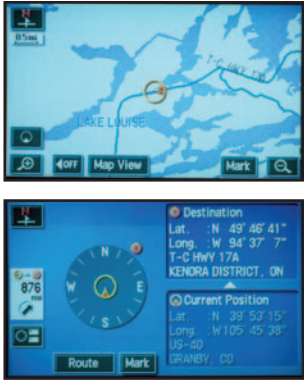 N
T-C HWY 17A
LAKE LOUISE
OFF
Map View
Mark
N
Destination
Lat. :N 49°46'41"
Long. :W 94°37' 7"
T-C HWY 17A
KENORA DISTRICT, ON
N
W
E
S
876
Current Position
Lat. :N 39°53'15"
Long. :W105°45'38"
US-40
GRANBY, CO
Route
Mark